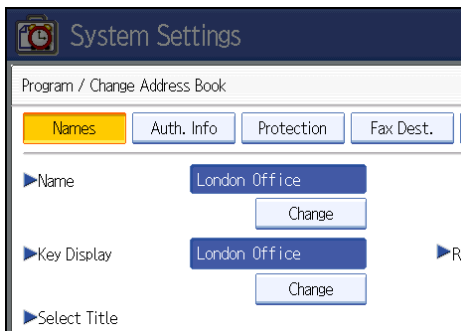 System Settings
Program / Change Address Book
Names Auth. Info Protection Fax Dest.
▶Name London Office
Change
▶Key Display London Office ▶R
Change
▶Select Title